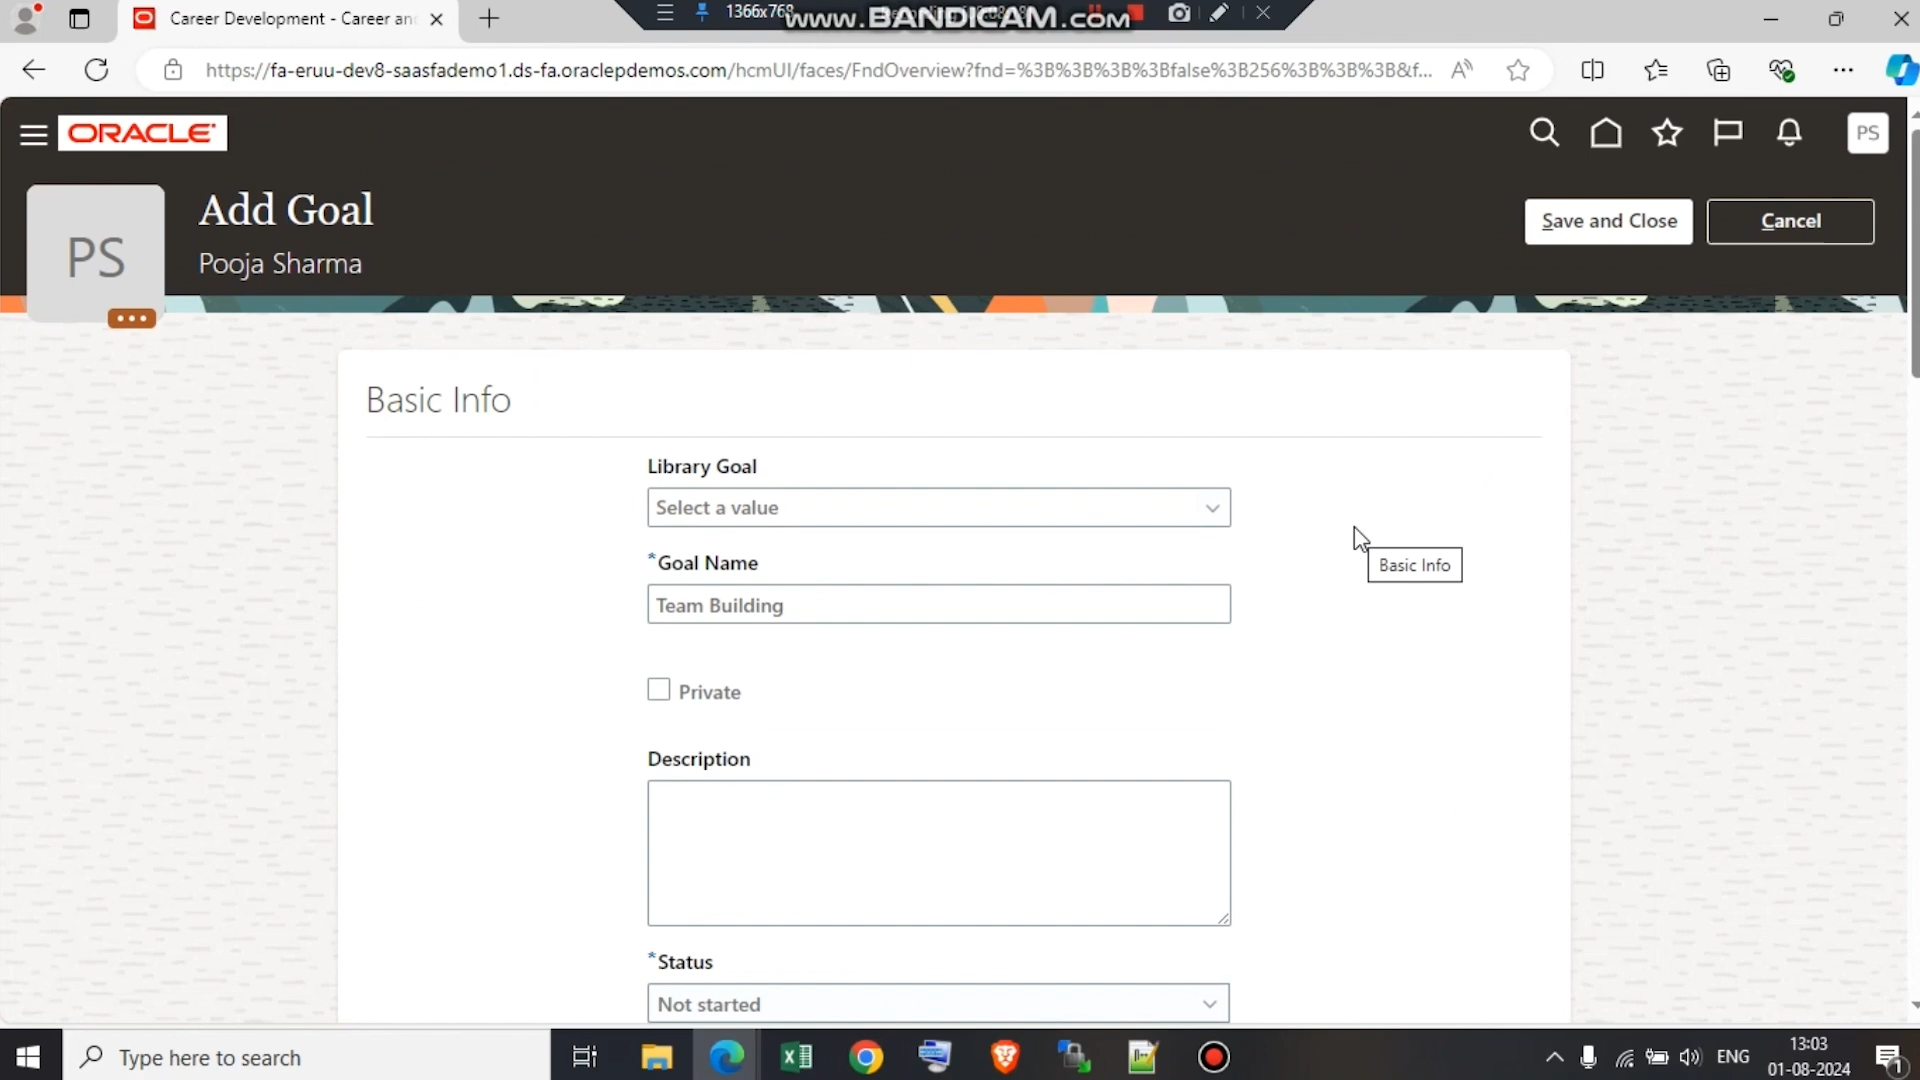 Career Development - Career an
1366x768
www.BANDICAM.com
https://fa-eruu-dev8-saasfademo1.ds-fa.oraclepdemos.com/hcmUI/faces/FndOverview?fnd=%3B%3B%3B%3Bfalse%3B256%3B%3B%3B&f...
ORACLE
PS
PS
Add Goal
Pooja Sharma
Save and Close
Cancel
Basic Info
Library Goal
Select a value
*Goal Name
Team Building
Basic Info
Private
Description
*Status
Not started
Type here to search
ENG
13:03
01-08-2024
1